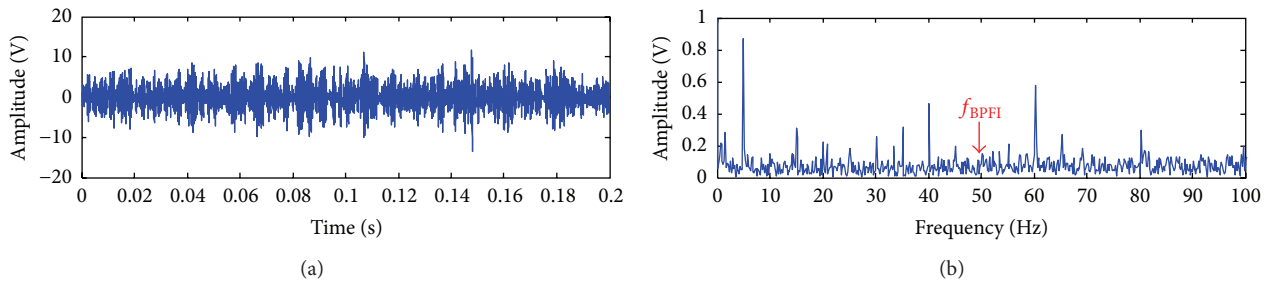 20
10
0
−10
−20
Amplitude (V)
0 0.02 0.04 0.06 0.08 0.1 0.12 0.14 0.16 0.18 0.2
Time (s)
(a)
1
0.8
0.6
0.4
0.2
0
Amplitude (V)
f_BPFI
0 10 20 30 40 50 60 70 80 90 100
Frequency (Hz)
(b)